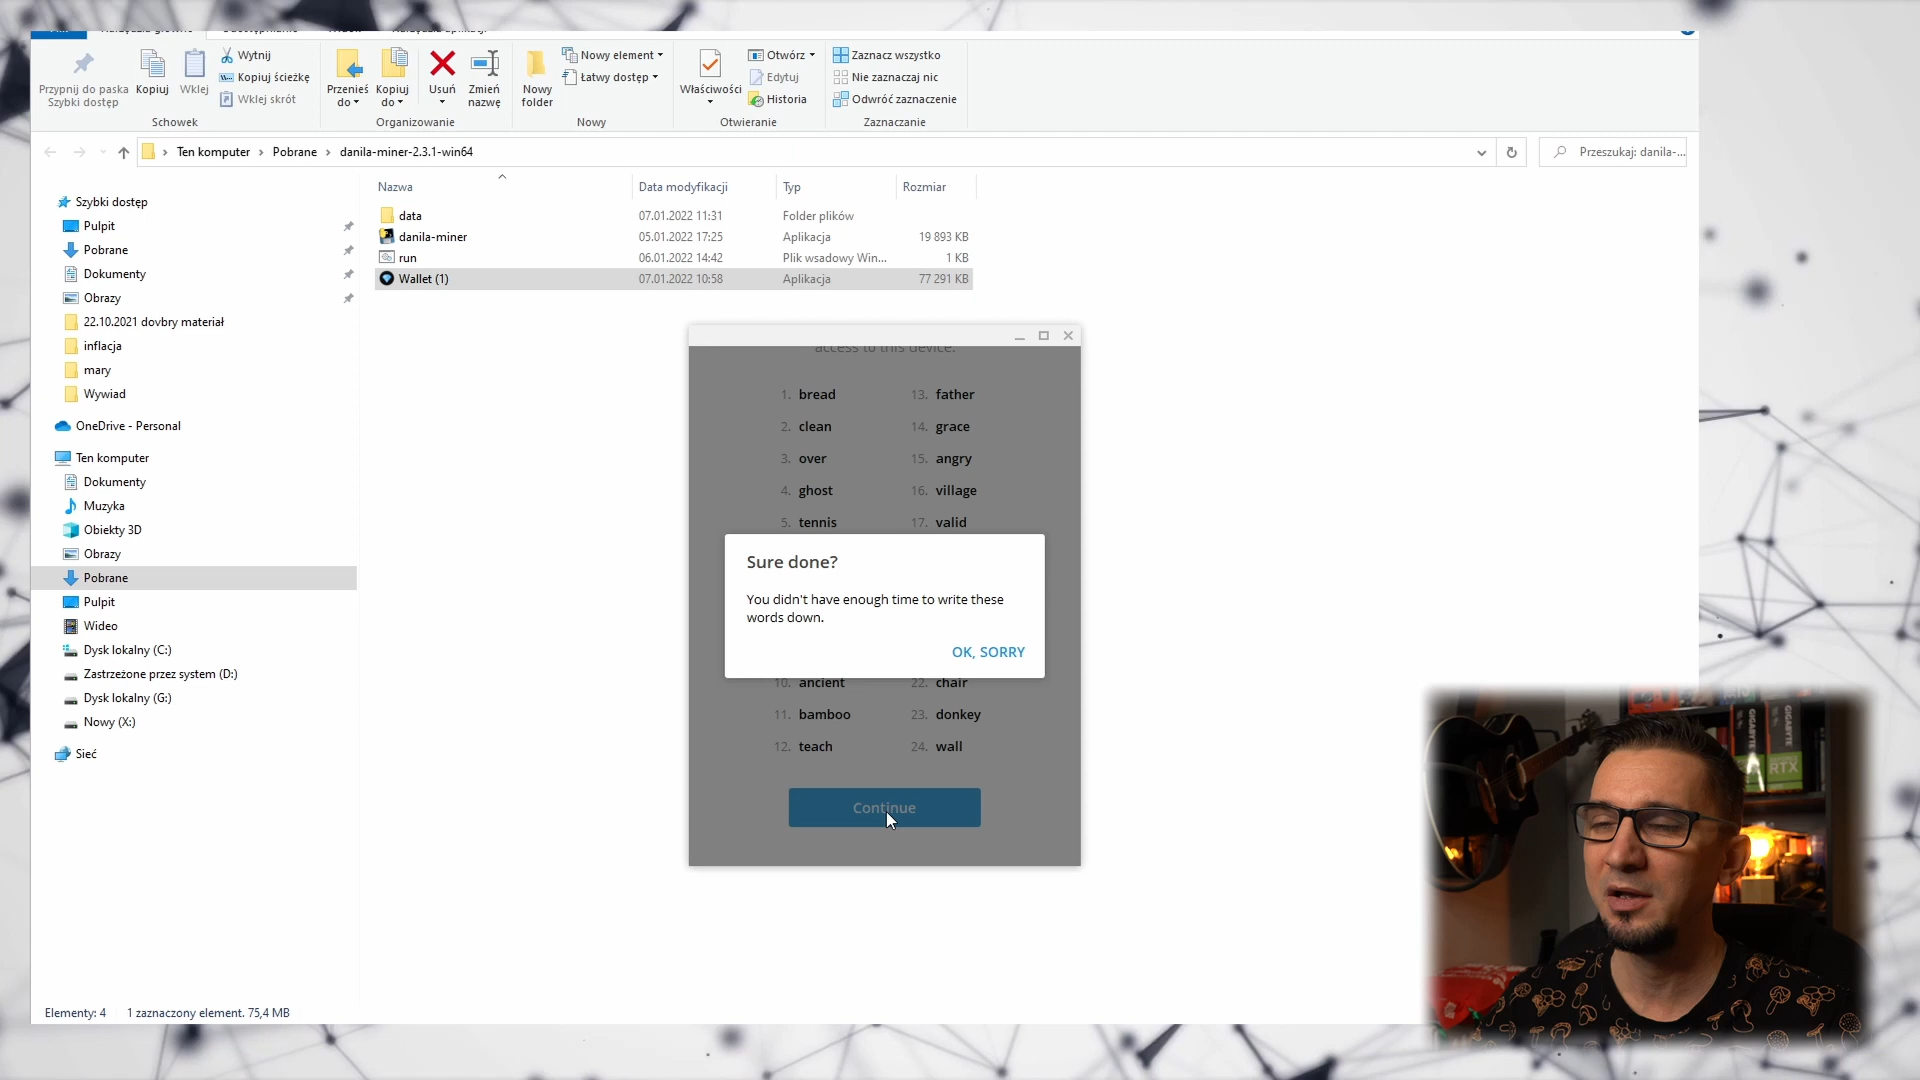 Przypnij do paska
Szybki dostęp
Kopiuj
Wklej
Wytnij
Kopiuj ścieżkę
Wklej skrót
Schowek
Przenieś
do
Kopiuj
do
Usuń
Zmień
nazwę
Organizowanie
Nowy
folder
Nowy element
Łatwy dostęp
Nowy
Właściwości
Otwórz
Edytuj
Historia
Otwieranie
Zaznacz wszystko
Nie zaznaczaj nic
Odwróć zaznaczenie
Zaznaczanie
Ten komputer > Pobrane > danila-miner-2.3.1-win64
Przeszukaj: danila-...
Szybki dostęp
Pulpit
Pobrane
Dokumenty
Obrazy
22.10.2021 dovbry materiał
inflacja
mary
Wywiad
OneDrive - Personal
Ten komputer
Dokumenty
Muzyka
Obiekty 3D
Obrazy
Pobrane
Pulpit
Wideo
Dysk lokalny (C:)
Zastrzeżone przez system (D:)
Dysk lokalny (G:)
Nowy (X:)
Sieć
Nazwa Data modyfikacji Typ Rozmiar
data 07.01.2022 11:31 Folder plików
danila-miner 05.01.2022 17:25 Aplikacja 19 893 KB
run 06.01.2022 14:42 Plik wsadowy Win... 1 KB
Wallet (1) 07.01.2022 10:58 Aplikacja 77 291 KB
access to this device.
1. bread 13. father
2. clean 14. grace
3. over 15. angry
4. ghost 16. village
5. tennis 17. valid
Sure done?
You didn't have enough time to write these
words down.
OK, SORRY
10. ancient 22. chair
11. bamboo 23. donkey
12. teach 24. wall
Continue
Elementy: 4 1 zaznaczony element. 75,4 MB
GIGABYTE
GIGABYTE
RTX